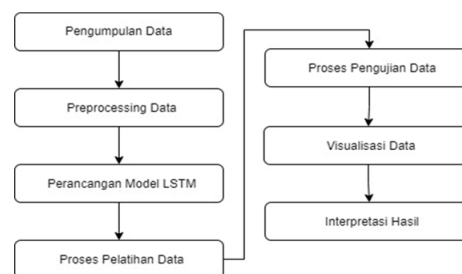 Pengumpulan Data
Preprocessing Data
Perancangan Model LSTM
Proses Pelatihan Data
Proses Pengujian Data
Visualisasi Data
Interpretasi Hasil